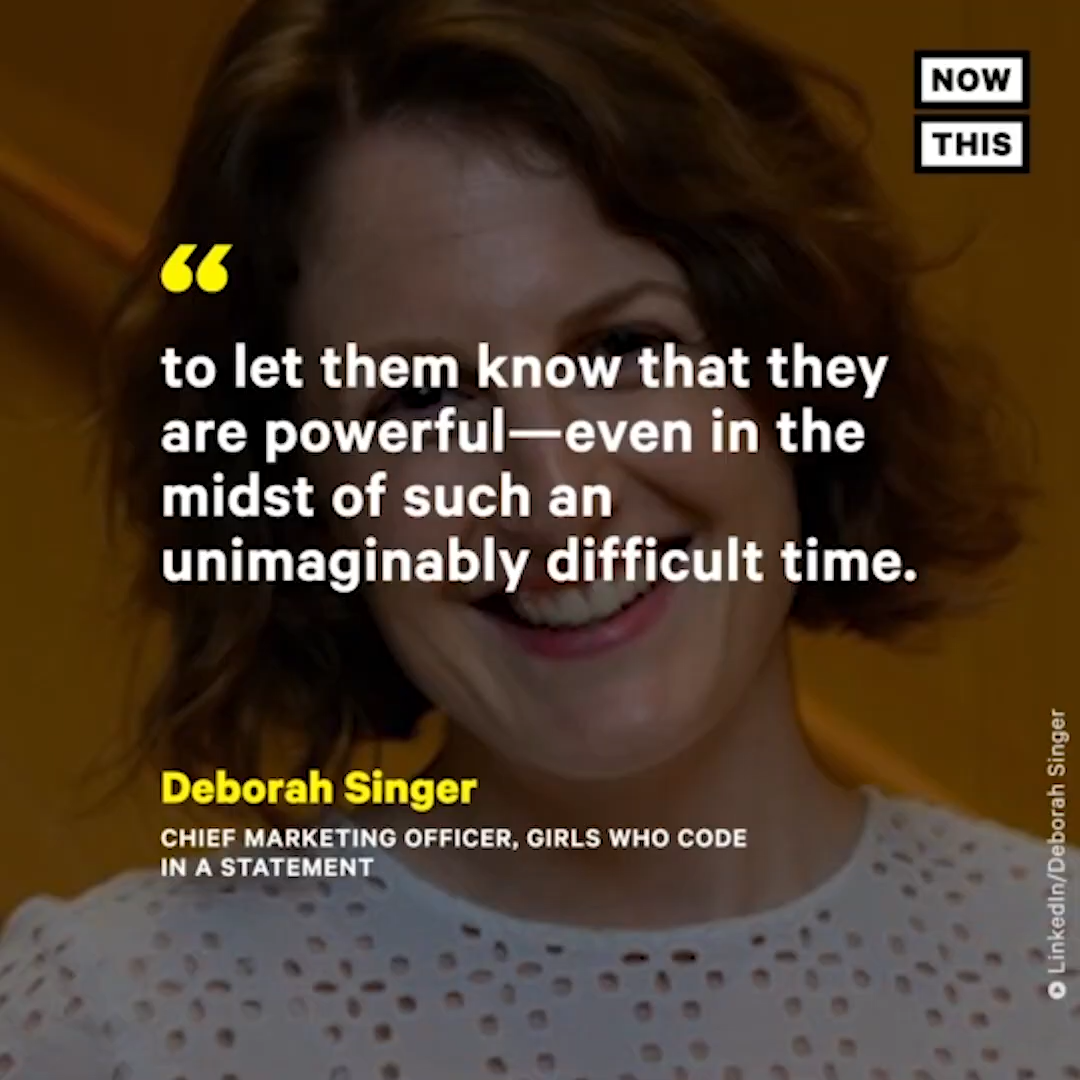 NOW
THIS
“
to let them know that they
are powerful—even in the
midst of such an
unimaginably difficult time.
Deborah Singer
CHIEF MARKETING OFFICER, GIRLS WHO CODE
IN A STATEMENT
LinkedIn/Deborah Singer